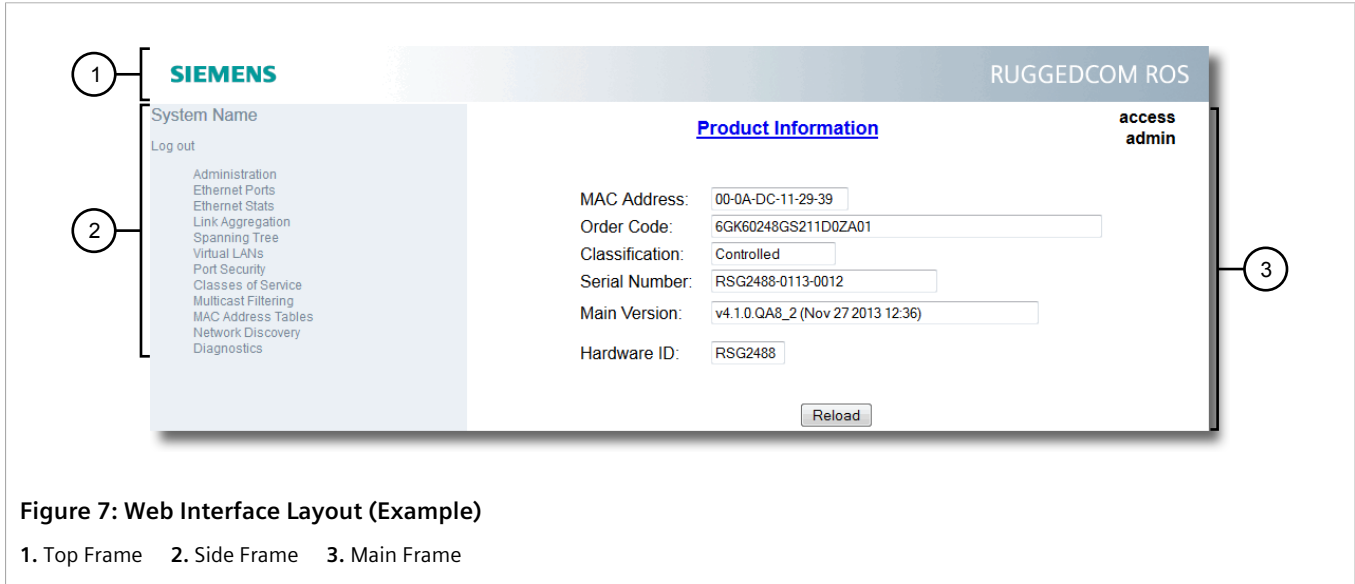 1
SIEMENS
RUGGEDCOM ROS
2
System Name
Log out
Administration
Ethernet Ports
Ethernet Stats
Link Aggregation
Spanning Tree
Virtual LANs
Port Security
Classes of Service
Multicast Filtering
MAC Address Tables
Network Discovery
Diagnostics
Product Information
access
admin
MAC Address: 00-0A-DC-11-29-39
Order Code: 6GK60248GS211D0ZA01
Classification: Controlled
Serial Number: RSG2488-0113-0012
Main Version: v4.1.0.QA8_2 (Nov 27 2013 12:36)
Hardware ID: RSG2488
Reload
3
Figure 7: Web Interface Layout (Example)
1. Top Frame 2. Side Frame 3. Main Frame